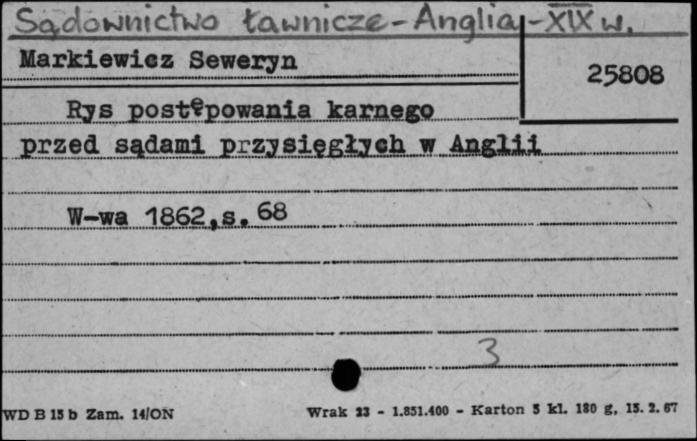 Sądownictwo ławnicze - Anglia - XIX w.
Markiewicz Seweryn
25808
Rys postępowania karnego
przed sądami przysięgłych w Anglii
W-wa 1862,s. 68
3
WD B 15 b Zam. 14/ON Wrak 23 - 1.851.400 - Karton 5 kl. 180 g, 15. 2. 67